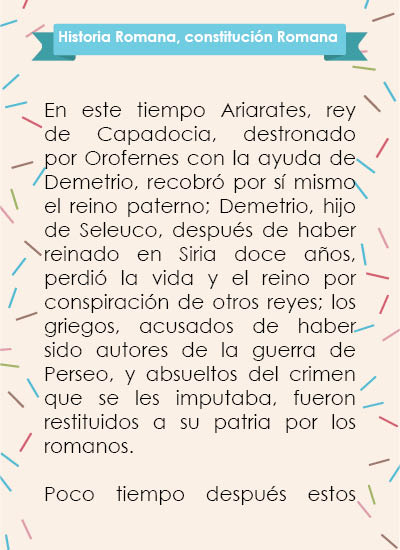 Historia Romana, constitución Romana
En este tiempo Ariarates, rey
de Capadocia, destronado
por Orofernes con la ayuda de
Demetrio, recobró por sí mismo
el reino paterno; Demetrio, hijo
de Seleuco, después de haber
reinado en Siria doce años,
perdió la vida y el reino por
conspiración de otros reyes; los
griegos, acusados de haber
sido autores de la guerra de
Perseo, y absueltos del crimen
que se les imputaba, fueron
restituidos a su patria por los
romanos.
Poco tiempo después estos